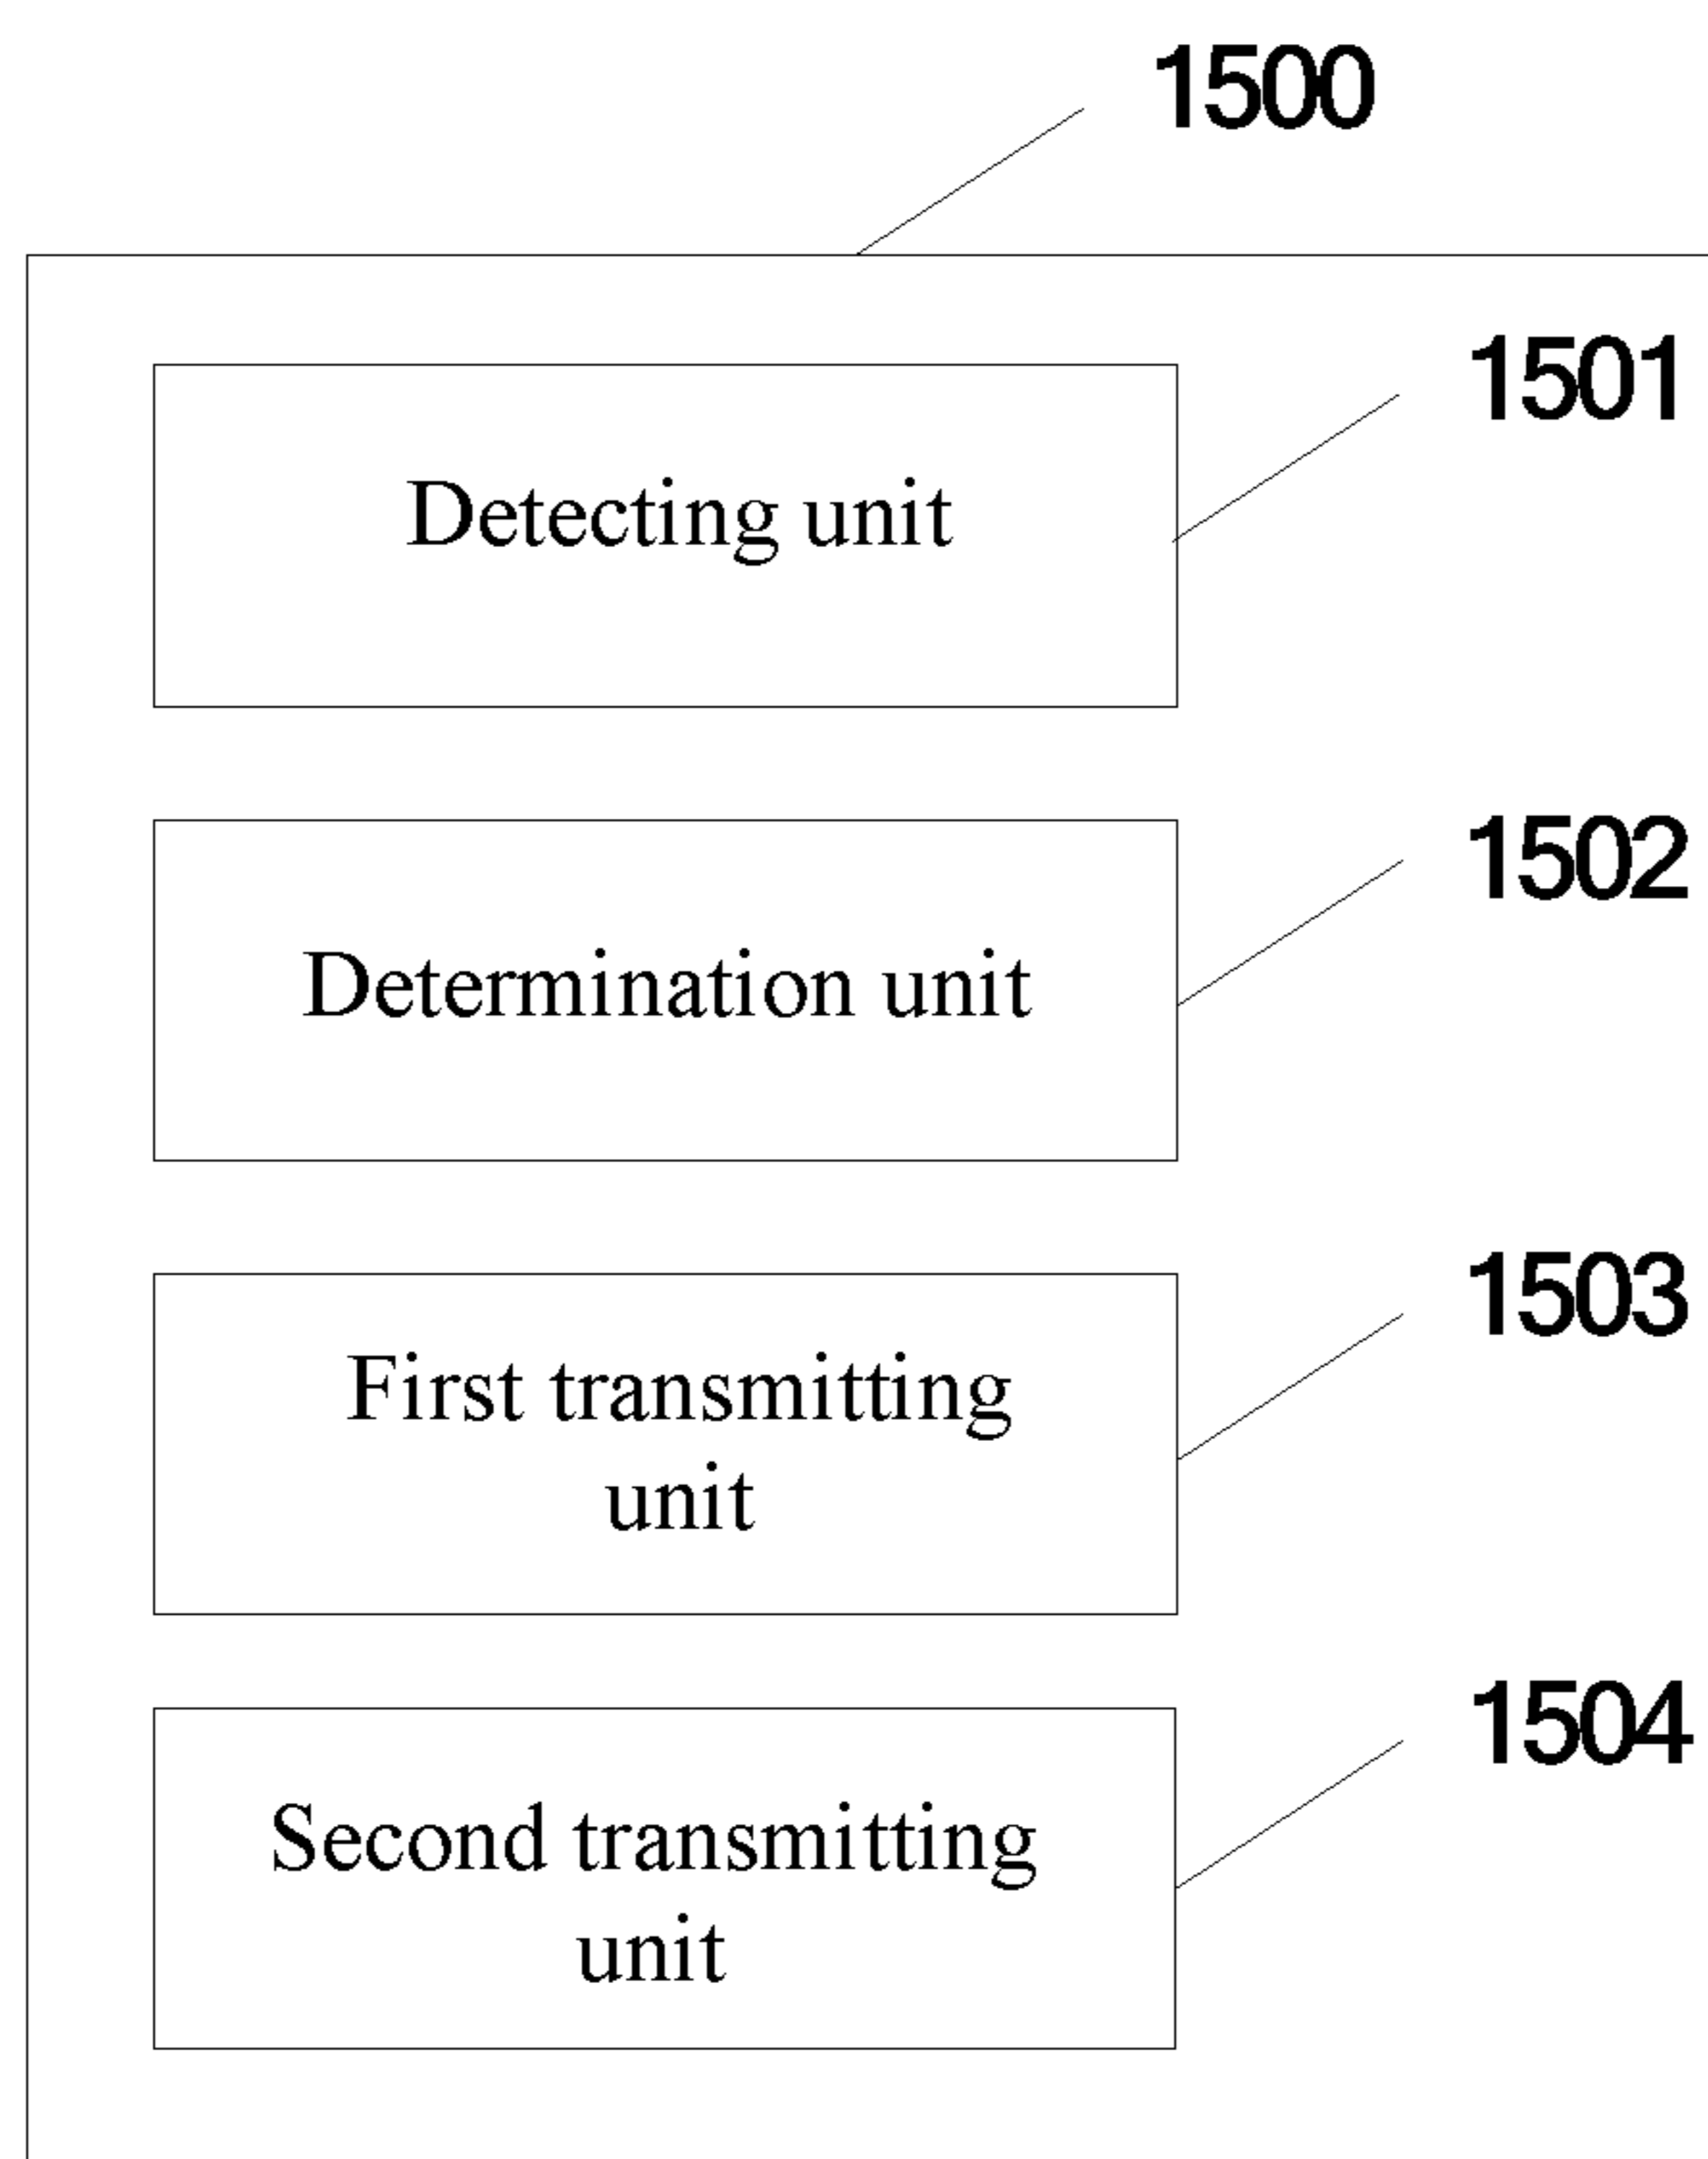 1500
1501
Detecting unit
1502
Determination unit
1503
First transmitting
unit
1504
Second transmitting
unit